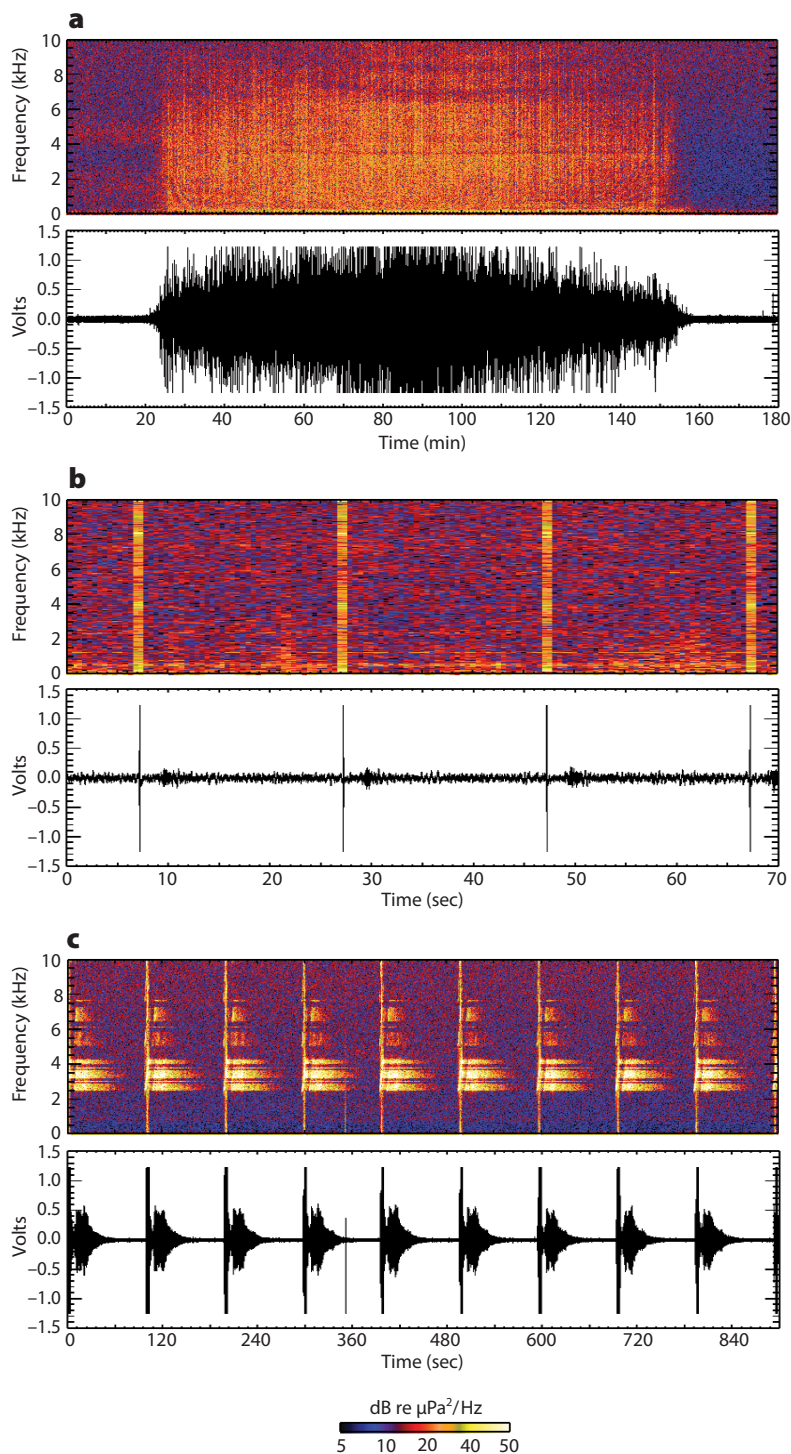 a
10
8
6
4
2
0
Frequency (kHz)
1.5
1.0
0.5
0.0
–0.5
–1.0
–1.5
Volts
0 20 40 60 80 100 120 140 160 180
Time (min)
b
10
8
6
4
2
0
Frequency (kHz)
1.5
1.0
0.5
0.0
–0.5
–1.0
–1.5
Volts
0 10 20 30 40 50 60 70
Time (sec)
c
10
8
6
4
2
0
Frequency (kHz)
1.5
1.0
0.5
0.0
–0.5
–1.0
–1.5
Volts
0 120 240 360 480 600 720 840
Time (sec)
dB re μPa²/Hz
5 10 20 30 40 50